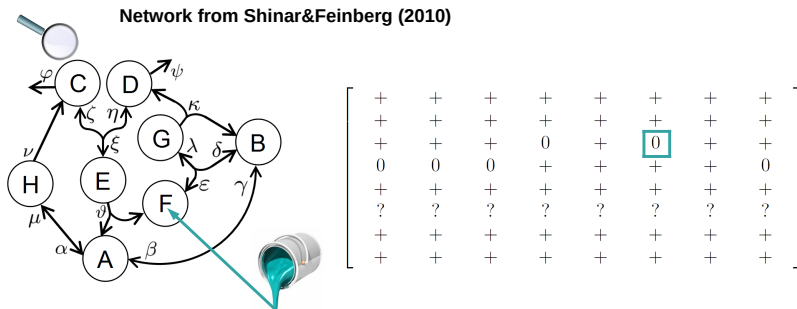 Network from Shinar&Feinberg (2010)
φ C D ψ
ζ η κ
G B
ν ξ λ δ
H E ε
μ ϑ F γ
α A β
+ + + + + + + +
+ + + + + + + +
+ + + 0 + 0 + +
0 0 0 + + + + 0
+ + + + + + + +
? ? ? ? ? ? ? ?
+ + + + + + + +
+ + + + + + + +